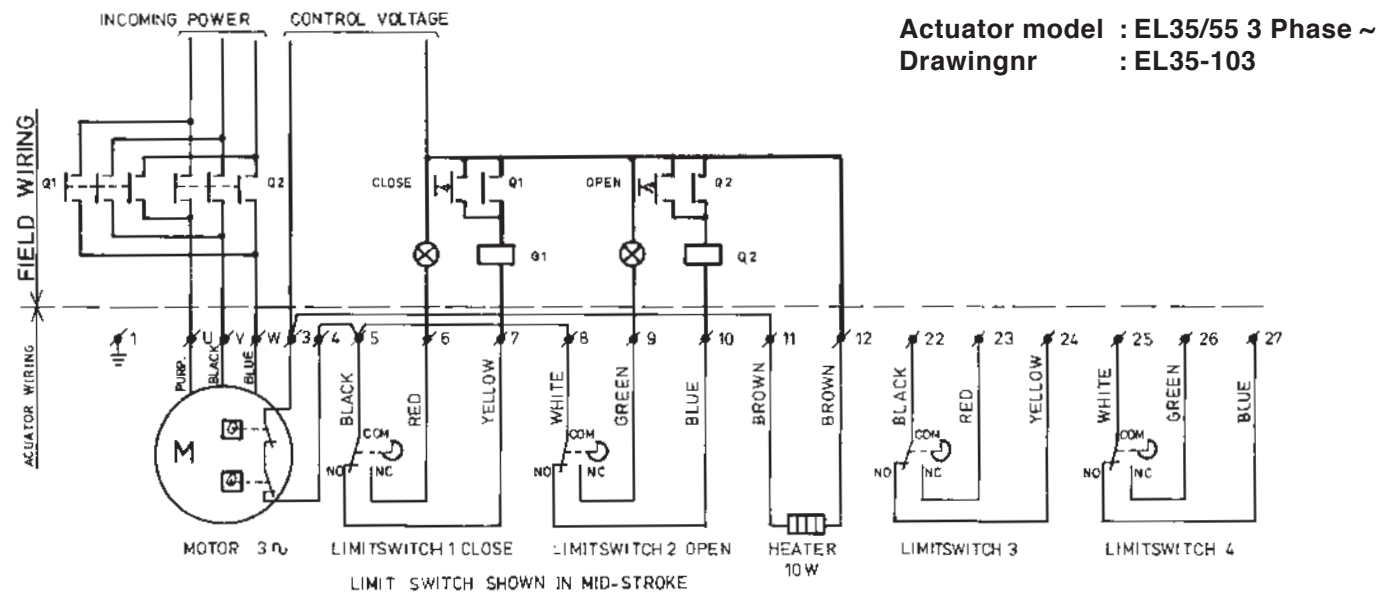 INCOMING POWER CONTROL VOLTAGE
Actuator model : EL35/55 3 Phase ~
Drawingnr : EL35-103
FIELD WIRING
Q1 Q2 CLOSE Q1 OPEN Q2
Q1 Q2
ACUATOR WIRING
1 U V W 3 4 5 6 7 8 9 10 11 12 22 23 24 25 26 27
PURP. BLACK BLUE BLACK RED YELLOW WHITE GREEN BLUE BROWN BROWN BLACK RED YELLOW WHITE GREEN BLUE
M
COM COM COM COM
NO NC NO NC NO NC NO NC
MOTOR 3 ~ LIMITSWITCH 1 CLOSE LIMITSWITCH 2 OPEN HEATER LIMITSWITCH 3 LIMITSWITCH 4
10 W
LIMIT SWITCH SHOWN IN MID-STROKE